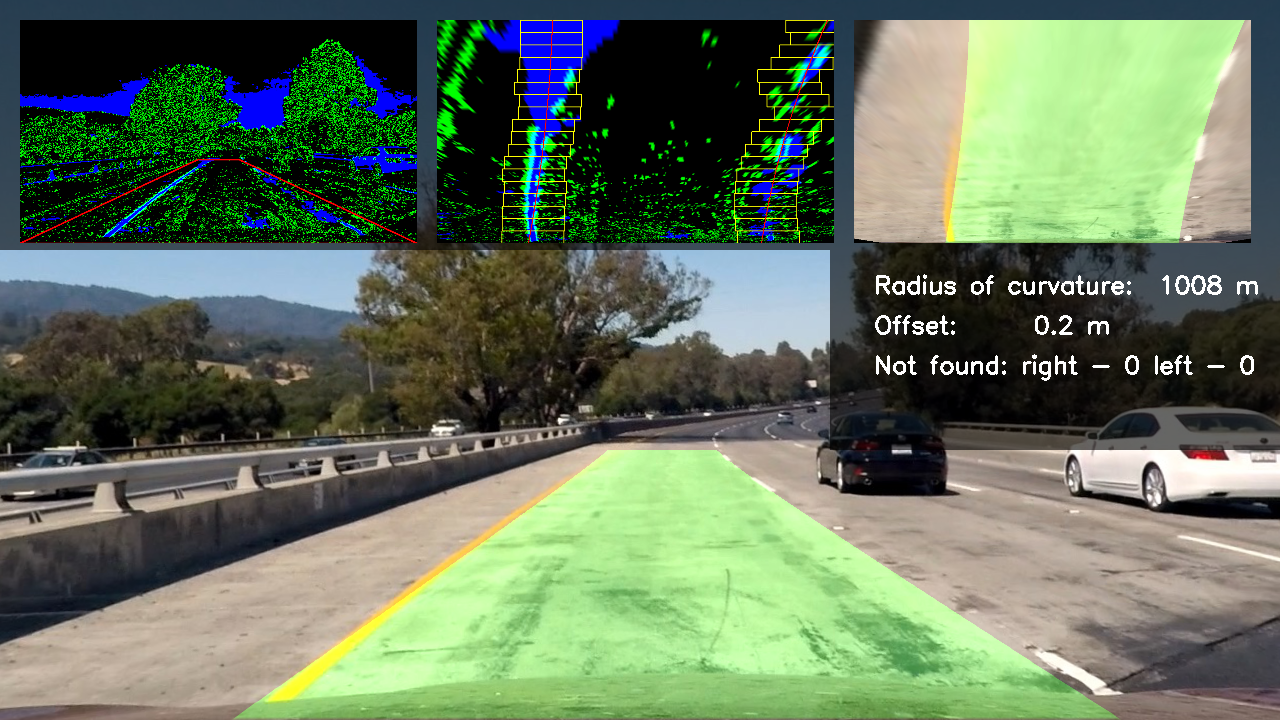 Radius of curvature: 1008 m
Offset: 0.2 m
Not found: right – 0 left – 0